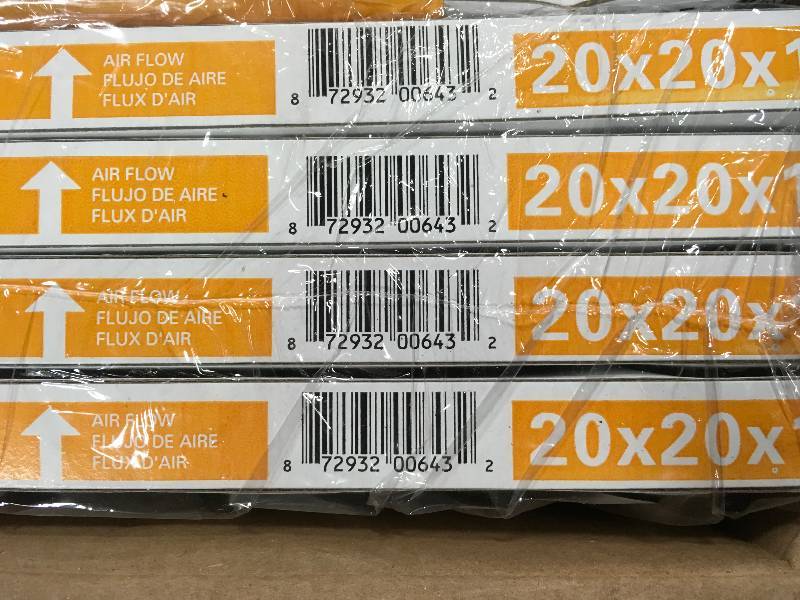 AIR FLOW
FLUJO DE AIRE
FLUX D'AIR
8 72932 00643 2
20x20x1
AIR FLOW
FLUJO DE AIRE
FLUX D'AIR
8 72932 00643 2
20x20x1
AIR FLOW
FLUJO DE AIRE
FLUX D'AIR
8 72932 00643 2
20x20x
AIR FLOW
FLUJO DE AIRE
FLUX D'AIR
8 72932 00643 2
20x20x1